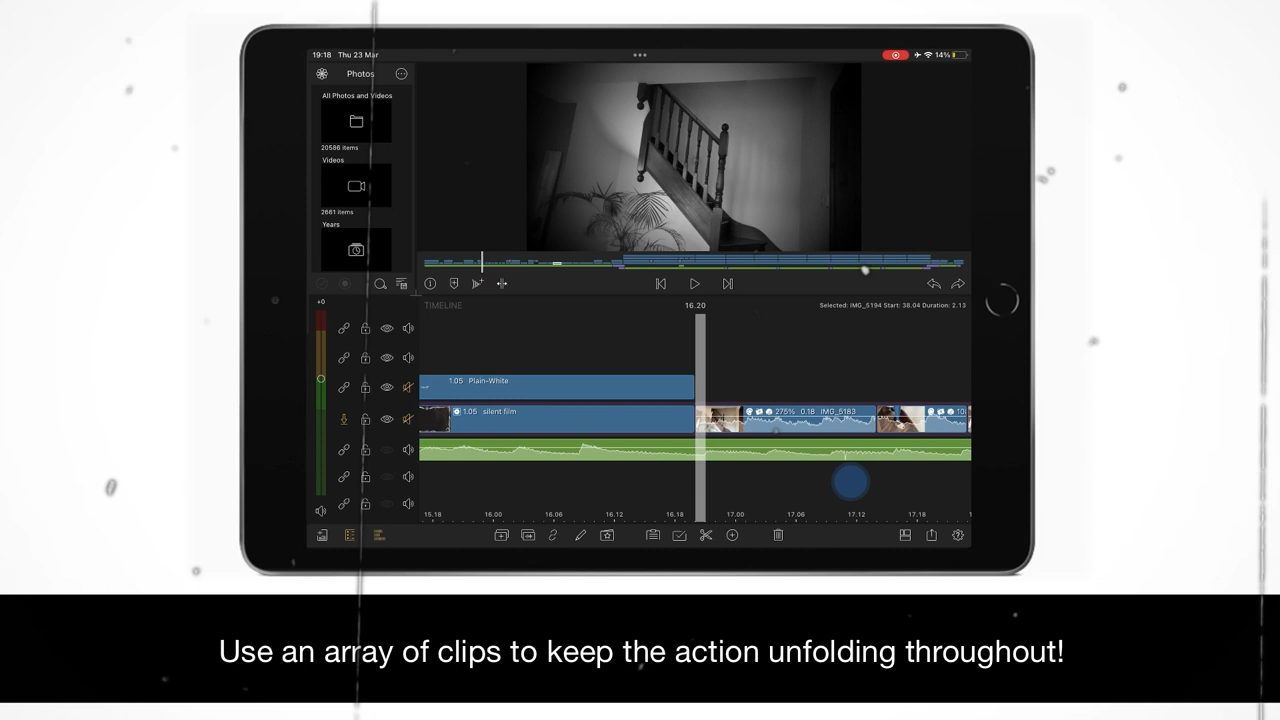 19:18 Thu 23 Mar
14%
Photos
All Photos and Videos
20586 items
Videos
2661 items
Years
+0
TIMELINE
16.20
Selected: IMG_5194 Start: 38.04 Duration: 2.13
1.05 Plain-White
1.05 silent film
275% 0.18 IMG_5183
15.18 16.00 16.06 16.12 16.18 17.00 17.06 17.12 17.18
Use an array of clips to keep the action unfolding throughout!